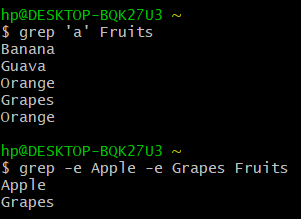 hp@DESKTOP-BQK27U3 ~
$ grep 'a' Fruits
Banana
Guava
Orange
Grapes
Orange
hp@DESKTOP-BQK27U3 ~
$ grep -e Apple -e Grapes Fruits
Apple
Grapes